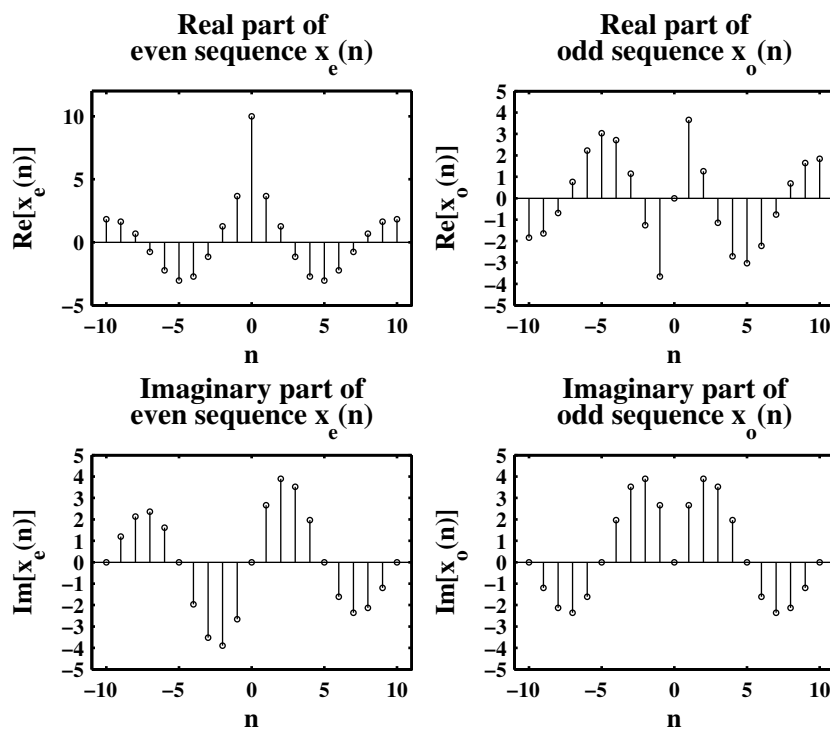 Real part of
even sequence x_e(n)
Re[x_e(n)]
10
5
0
−5
−10 −5 0 5 10
n
Real part of
odd sequence x_o(n)
Re[x_o(n)]
5
4
3
2
1
0
−1
−2
−3
−4
−5
−10 −5 0 5 10
n
Imaginary part of
even sequence x_e(n)
Im[x_e(n)]
5
4
3
2
1
0
−1
−2
−3
−4
−5
−10 −5 0 5 10
n
Imaginary part of
odd sequence x_o(n)
Im[x_o(n)]
5
4
3
2
1
0
−1
−2
−3
−4
−5
−10 −5 0 5 10
n